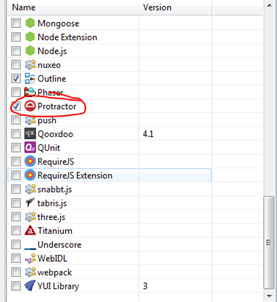 Name Version
Mongoose
Node Extension
Node.js
nuxeo
Outline
Phaser
Protractor
push
Qooxdoo 4.1
QUnit
RequireJS
RequireJS Extension
snabbt.js
tabris.js
three.js
Titanium
Underscore
WebIDL
webpack
YUI Library 3